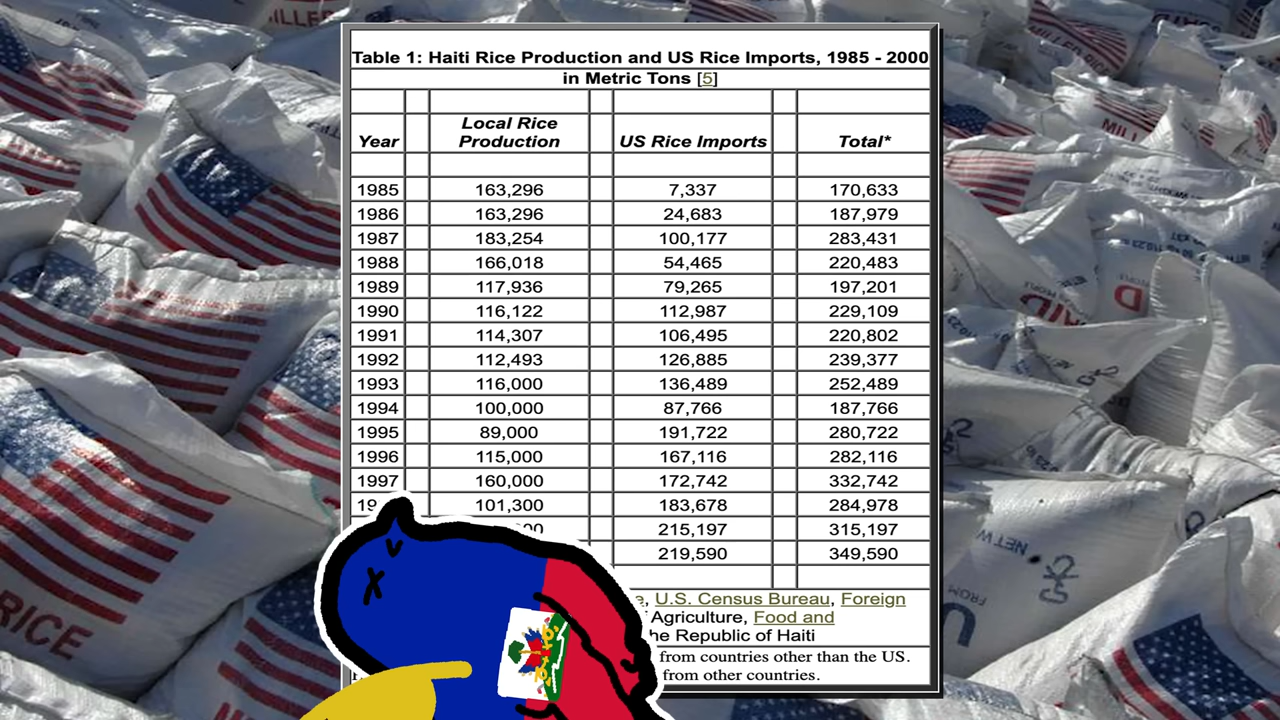 Table 1: Haiti Rice Production and US Rice Imports, 1985 - 2000
in Metric Tons [5]
Year Local Rice Production US Rice Imports Total*
1985 163,296 7,337 170,633
1986 163,296 24,683 187,979
1987 183,254 100,177 283,431
1988 166,018 54,465 220,483
1989 117,936 79,265 197,201
1990 116,122 112,987 229,109
1991 114,307 106,495 220,802
1992 112,493 126,885 239,377
1993 116,000 136,489 252,489
1994 100,000 87,766 187,766
1995 89,000 191,722 280,722
1996 115,000 167,116 282,116
1997 160,000 172,742 332,742
19 101,300 183,678 284,978
215,197 315,197
219,590 349,590
U.S. Census Bureau, Foreign
Agriculture, Food and
the Republic of Haiti
from countries other than the US.
from other countries.
RICE
MILLED RICE
NET W
FROM